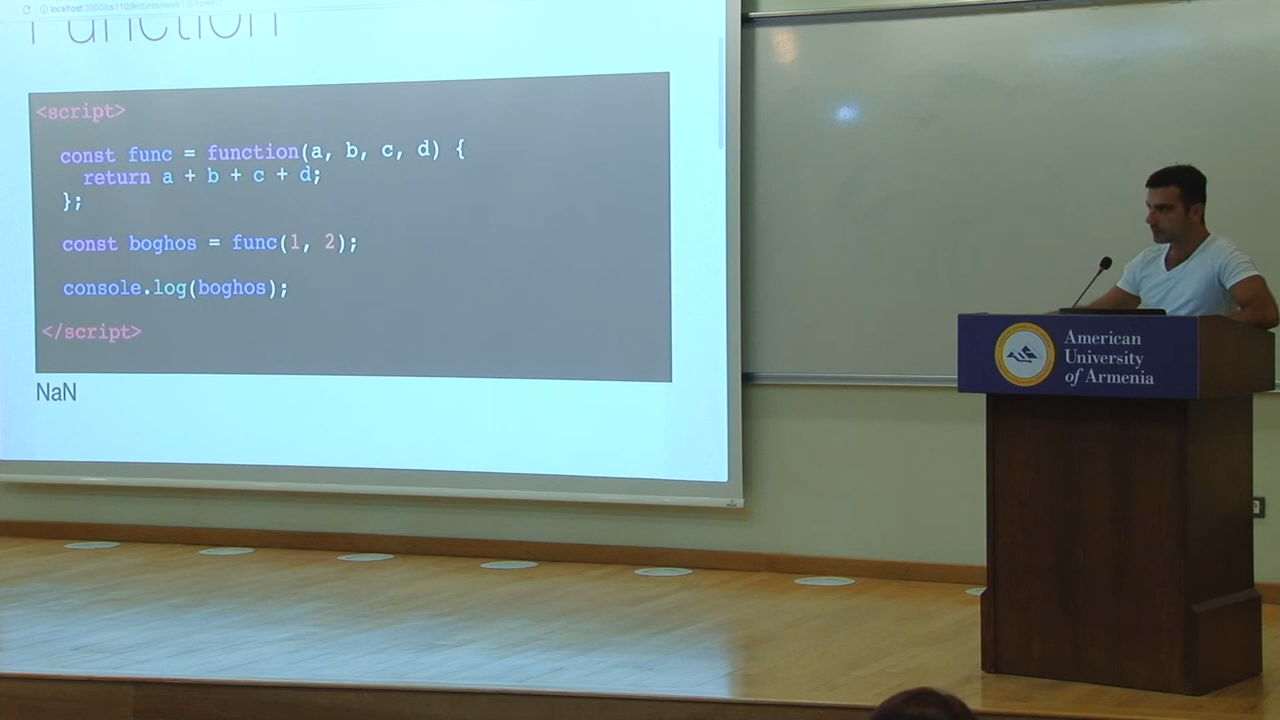 Function
<script>
const func = function(a, b, c, d) {
return a + b + c + d;
};
const boghos = func(1, 2);
console.log(boghos);
</script>
NaN
American
University
of Armenia